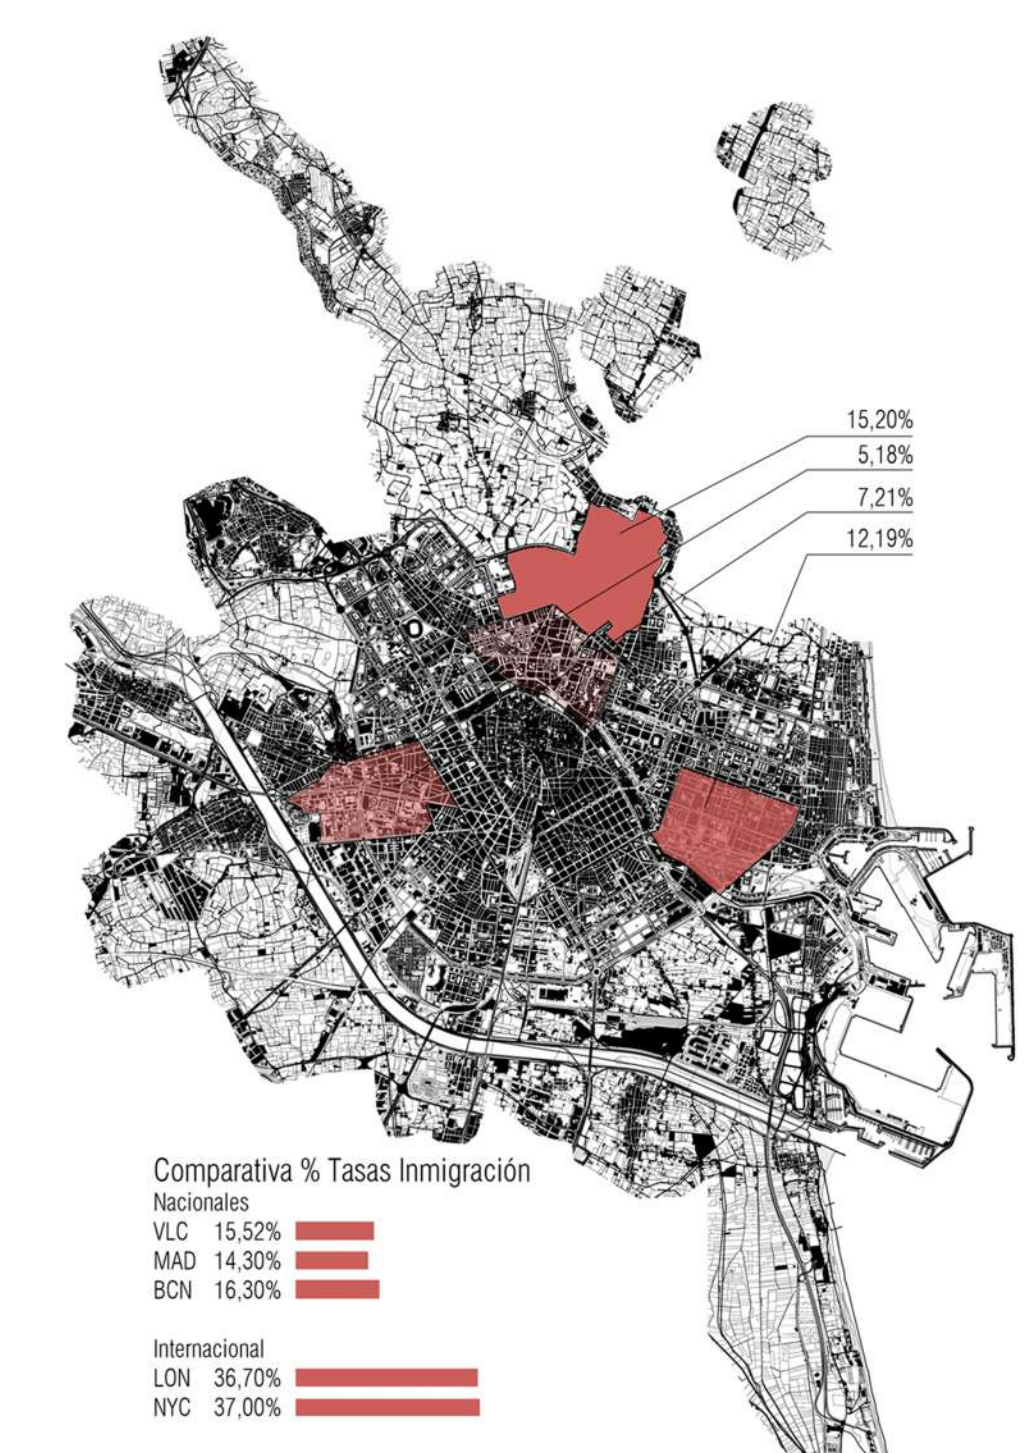 15,20%
5,18%
7,21%
12,19%
Comparativa % Tasas Inmigración
Nacionales
VLC 15,52%
MAD 14,30%
BCN 16,30%
Internacional
LON 36,70%
NYC 37,00%